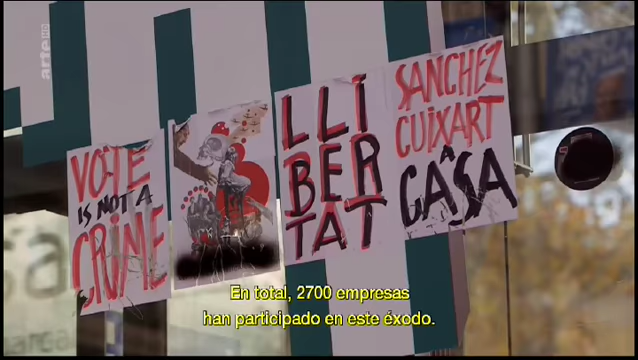 arte HD
VOTE
IS NOT A
CRIME
LLI
BER
TAT
SANCHEZ
CUIXART
A
CASA
En total, 2700 empresas
han participado en este éxodo.